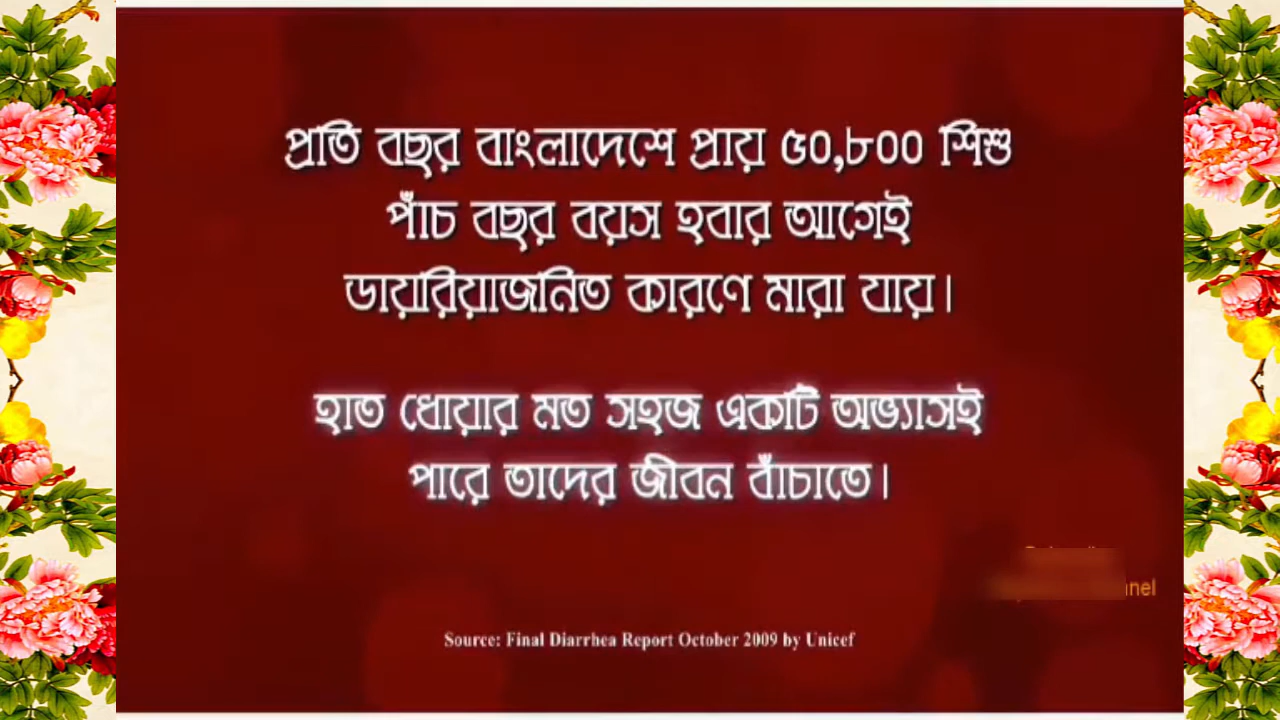 প্রতি বছর বাংলাদেশে প্রায় ৫০,৮০০ শিশু
পাঁচ বছর বয়স হবার আগেই
ডায়রিয়াজনিত কারণে মারা যায়।
হাত ধোয়ার মত সহজ একটি অভ্যাসই
পারে তাদের জীবন বাঁচাতে।
Source: Final Diarrhea Report October 2009 by Unicef